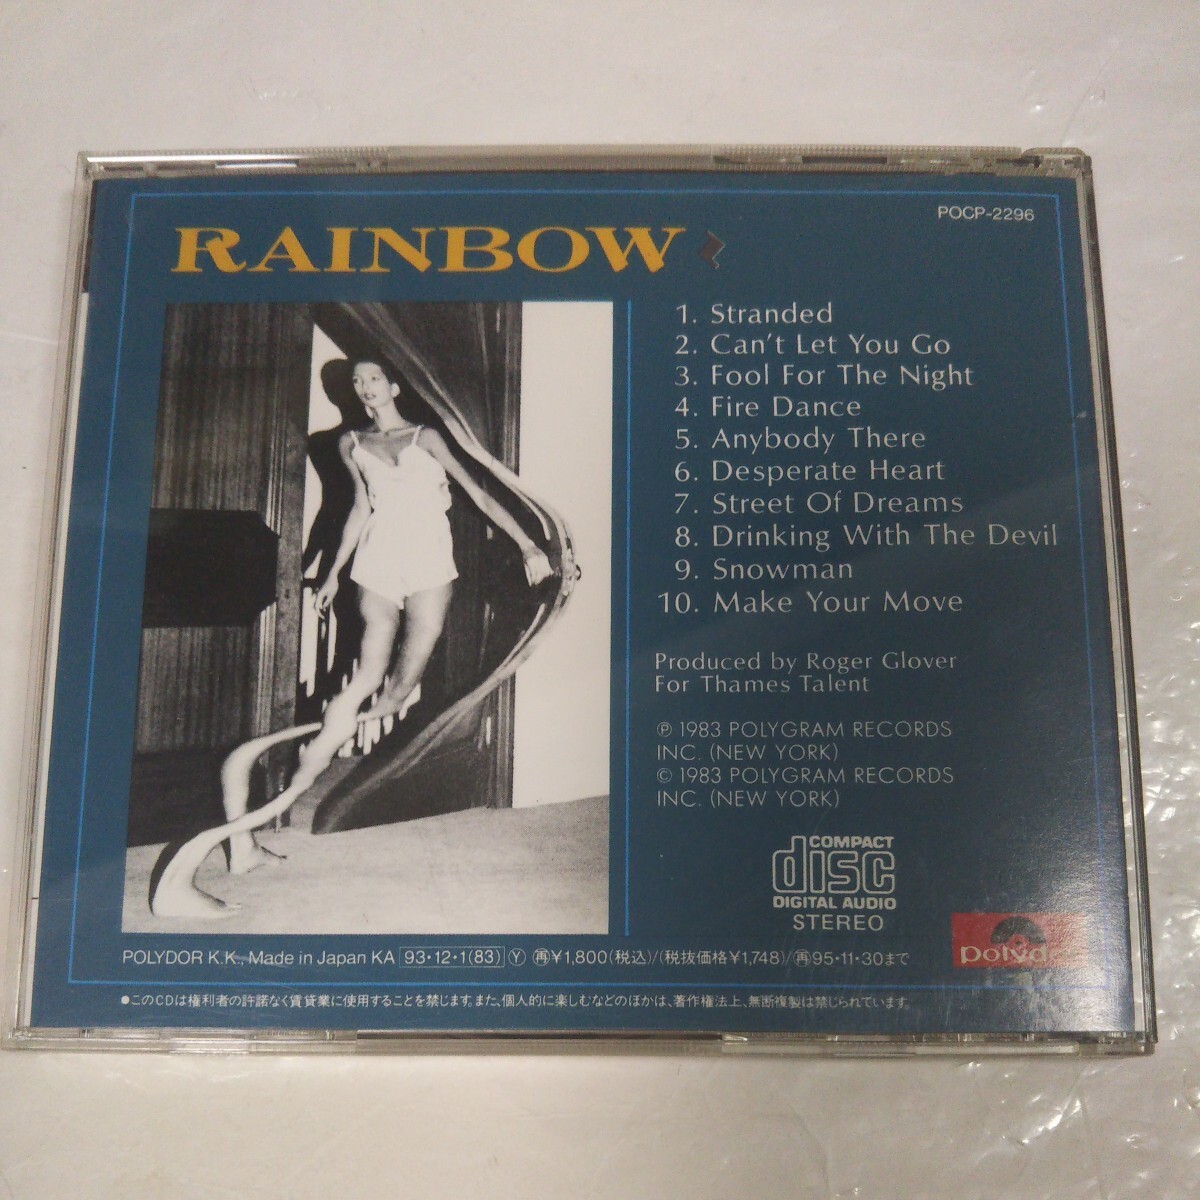 POCP-2296
RAINBOW
1. Stranded
2. Can't Let You Go
3. Fool For The Night
4. Fire Dance
5. Anybody There
6. Desperate Heart
7. Street Of Dreams
8. Drinking With The Devil
9. Snowman
10. Make Your Move
Produced by Roger Glover
For Thames Talent
℗ 1983 POLYGRAM RECORDS
INC. (NEW YORK)
© 1983 POLYGRAM RECORDS
INC. (NEW YORK)
COMPACT
disc
DIGITAL AUDIO
STEREO
polydor
POLYDOR K.K., Made in Japan KA 93・12・1(83) Ⓨ ㊢¥1,800(税込)/(税抜価格¥1,748)/再95・11・30まで
●このCDは権利者の許諾なく賃貸業に使用することを禁じます。また、個人的に楽しむなどのほかは、著作権法上、無断複製は禁じられています。